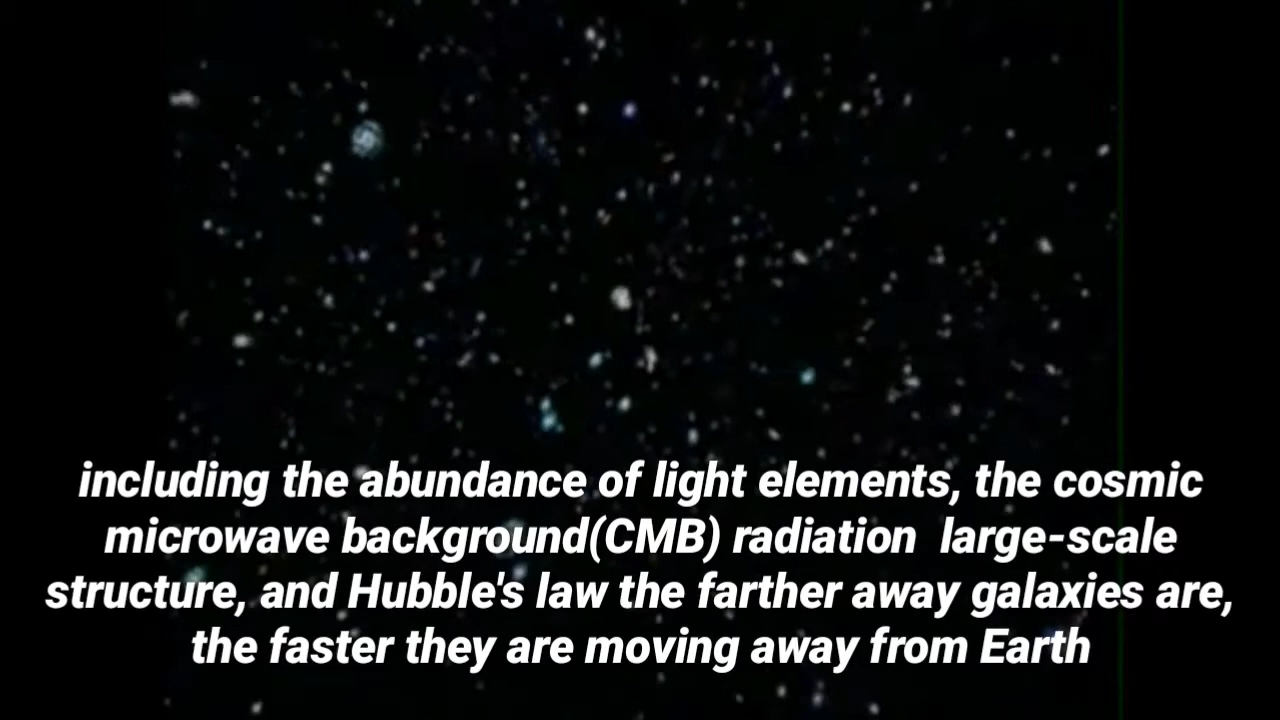 including the abundance of light elements, the cosmic
microwave background(CMB) radiation  large-scale
structure, and Hubble's law the farther away galaxies are,
the faster they are moving away from Earth